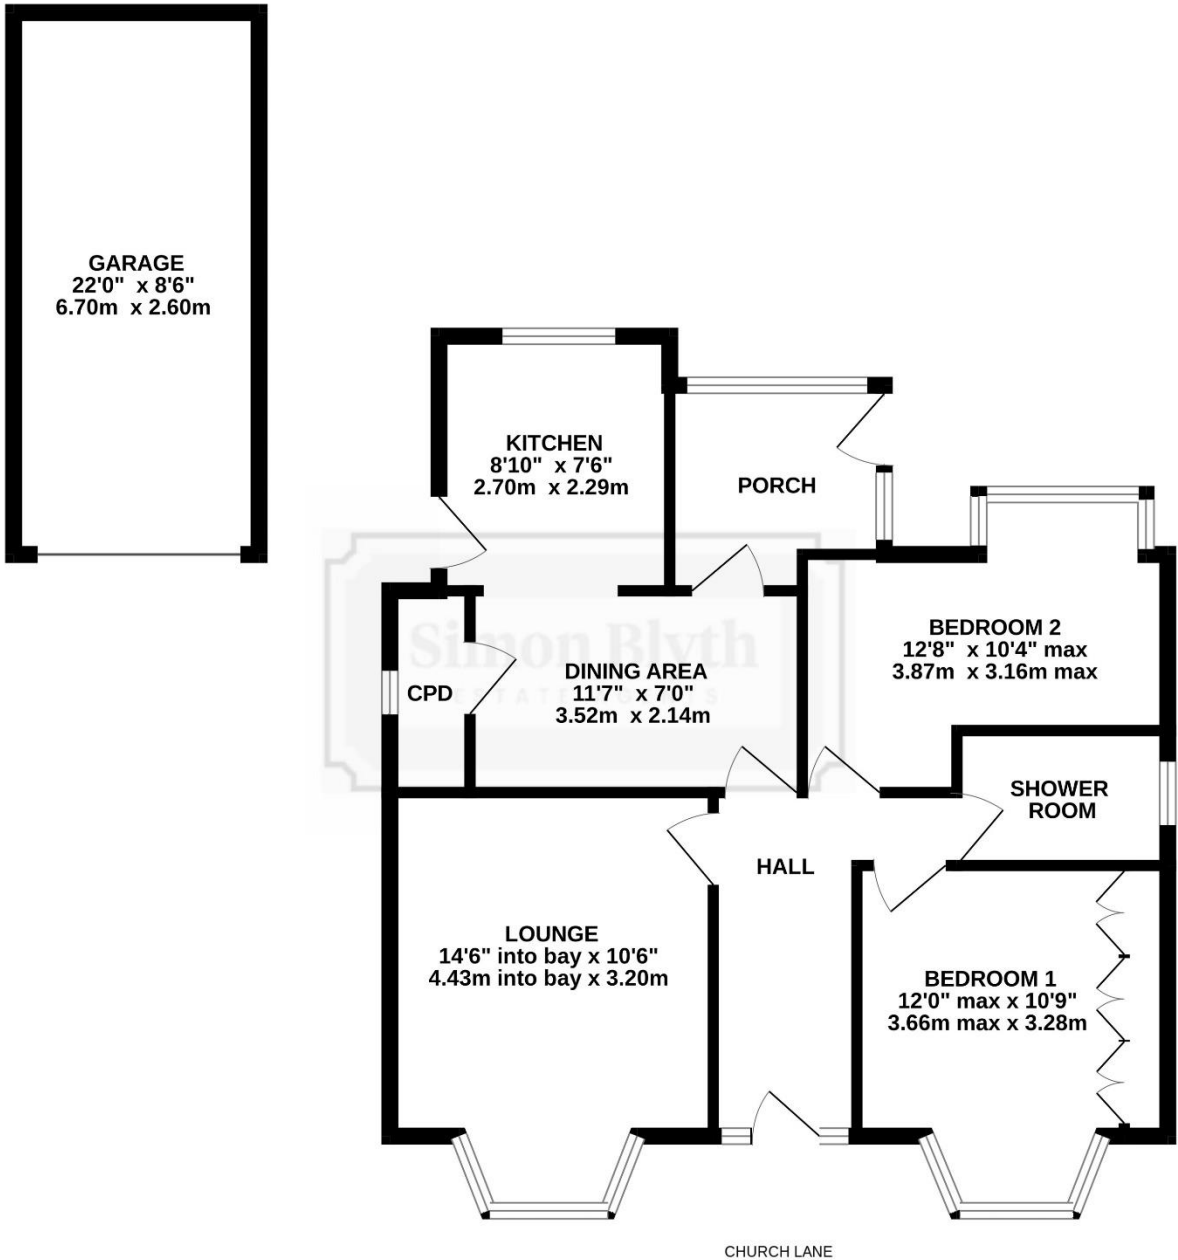 GARAGE
22'0" x 8'6"
6.70m x 2.60m
KITCHEN
8'10" x 7'6"
2.70m x 2.29m
PORCH
BEDROOM 2
12'8" x 10'4" max
3.87m x 3.16m max
Simon Blyth
ESTATE AGENTS
DINING AREA
11'7" x 7'0"
3.52m x 2.14m
CPD
SHOWER
ROOM
HALL
LOUNGE
14'6" into bay x 10'6"
4.43m into bay x 3.20m
BEDROOM 1
12'0" max x 10'9"
3.66m max x 3.28m
CHURCH LANE